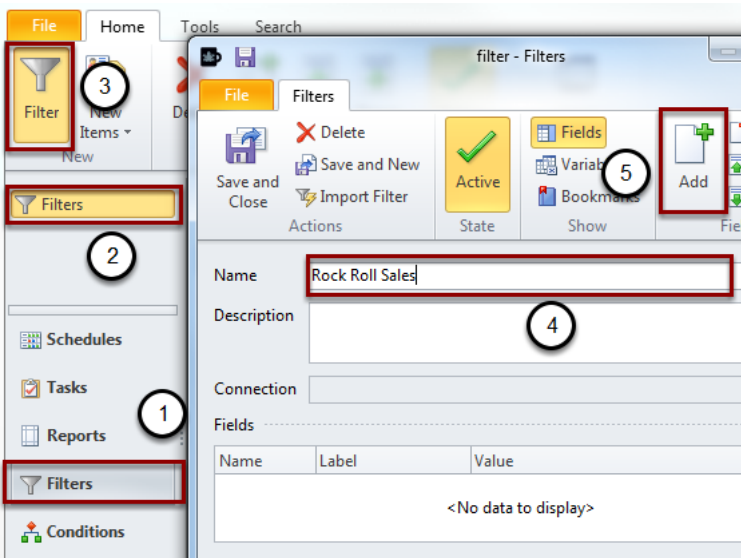 File Home Tools Search
Filter
New
Items
De
New
3
filter - Filters
File Filters
Save and
Close
Delete
Save and New
Import Filter
Actions
Active
State
Fields
Variab
Bookmarks
Show
5
Add
Fie
Filters
2
Schedules
Tasks
1
Reports
Filters
Conditions
Name Rock Roll Sales
Description
4
Connection
Fields
Name Label Value
<No data to display>